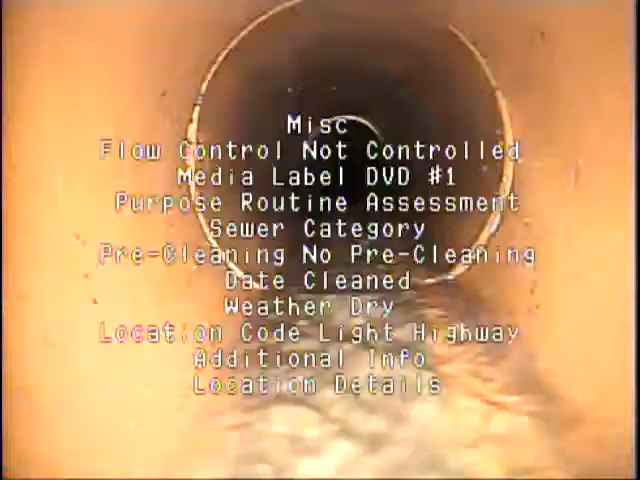 Misc
Flow Control Not Controlled
Media Label DVD #1
Purpose Routine Assessment
Sewer Category
Pre-Cleaning No Pre-Cleaning
Date Cleaned
Weather Dry
Location Code Light Highway
Additional Info
Location Details